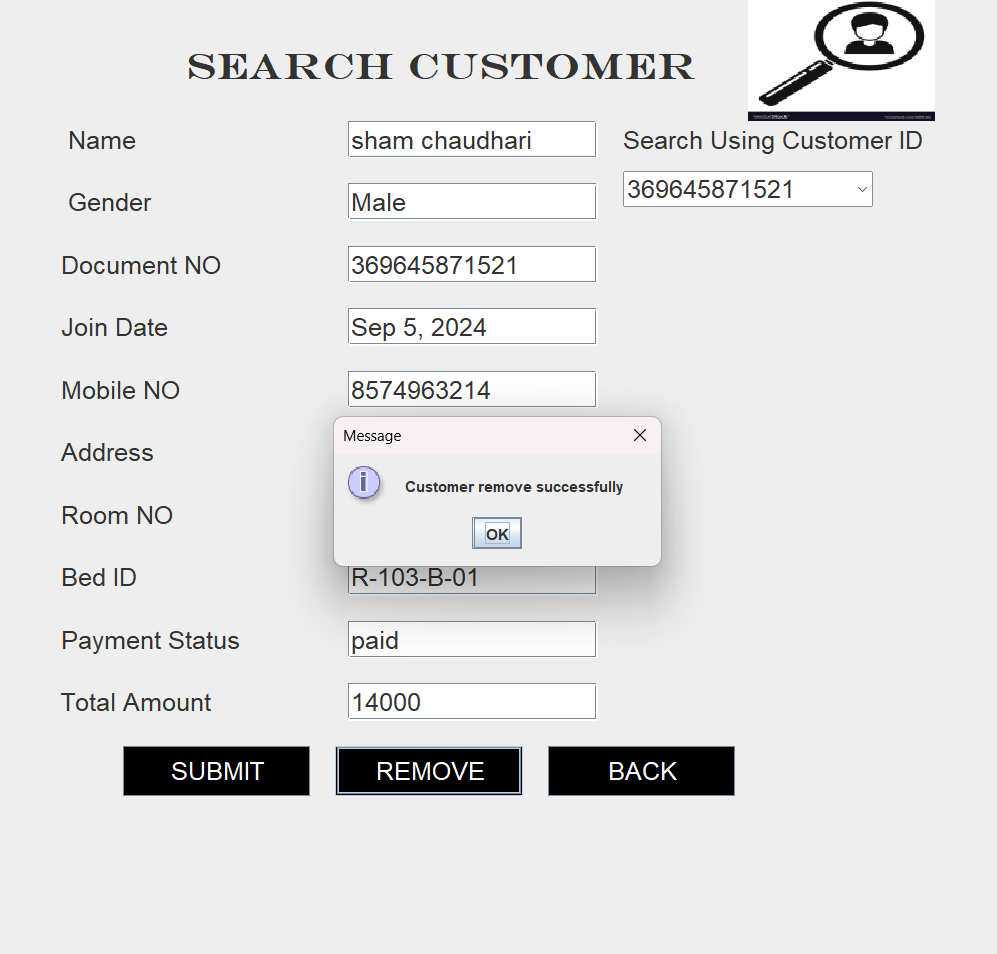 SEARCH CUSTOMER
Name
sham chaudhari
Search Using Customer ID
369645871521
Gender
Male
Document NO
369645871521
Join Date
Sep 5, 2024
Mobile NO
8574963214
Message
Address
Customer remove successfully
Room NO
OK
Bed ID
R-103-B-01
Payment Status
paid
Total Amount
14000
SUBMIT
REMOVE
BACK